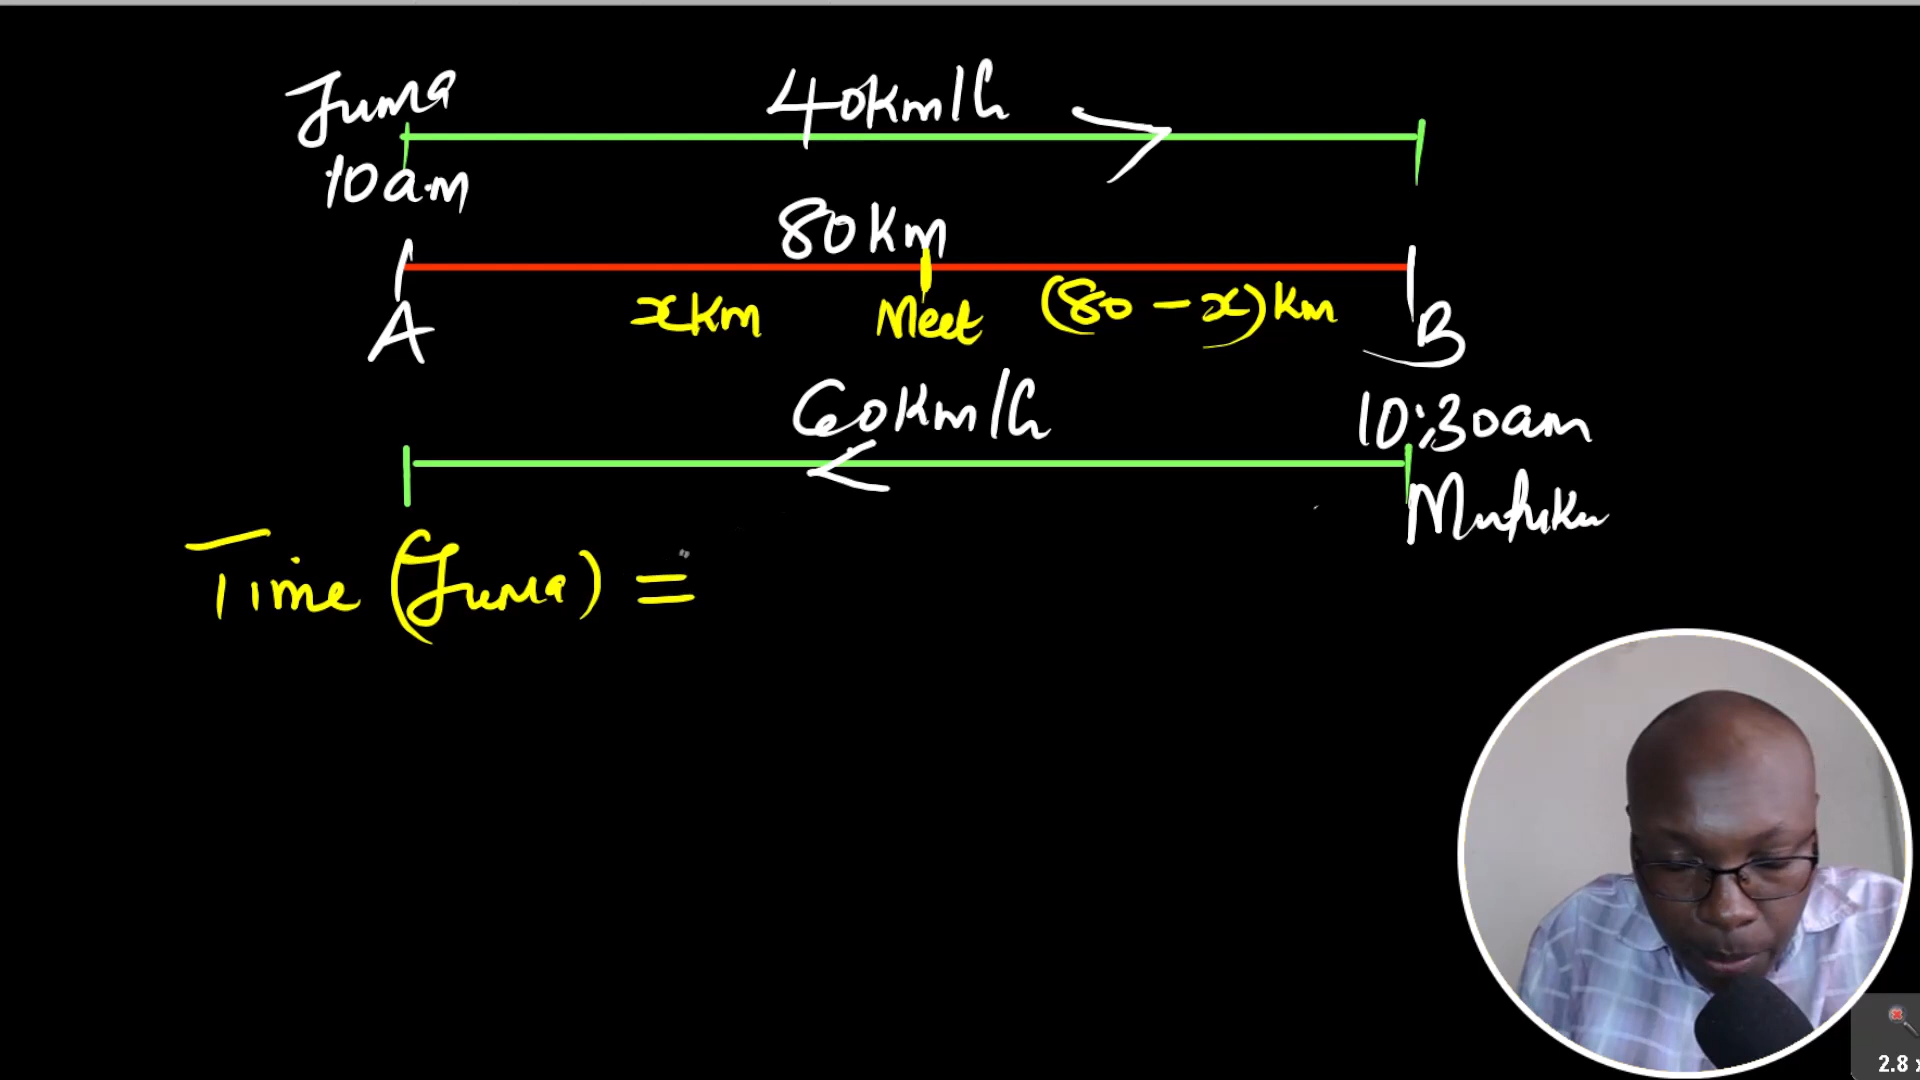 Juma
40km/h
10am
80km
xkm
Meet
(80 - x)km
A
B
60km/h
10:30am
Mutuku
Time (Juma) =
2.8 x